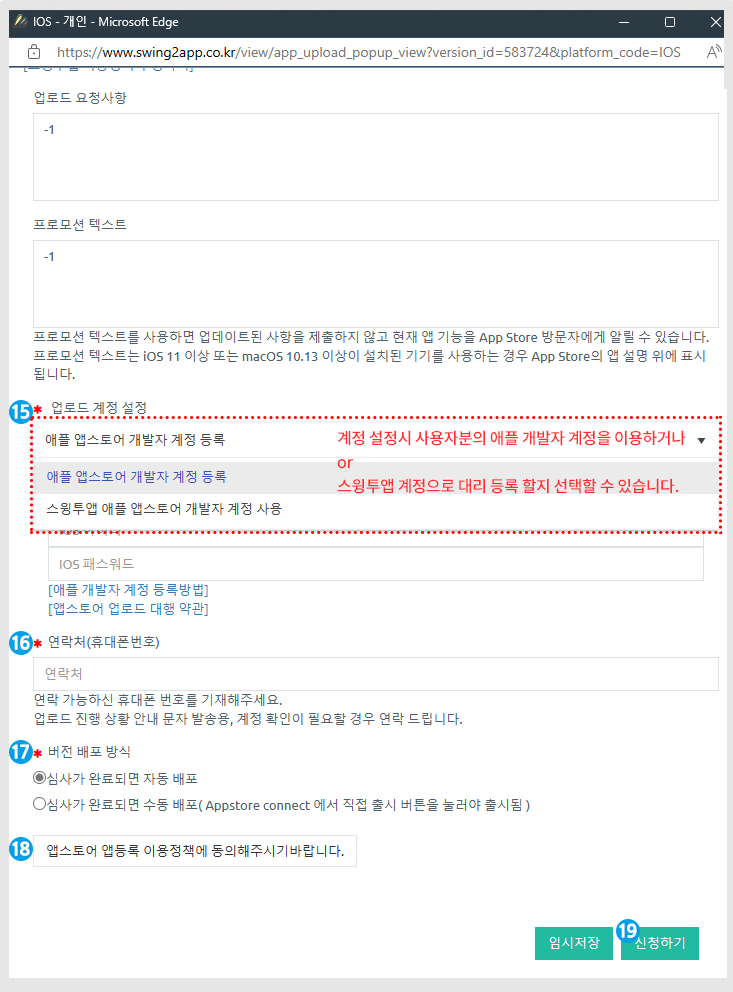 IOS - 개인 - Microsoft Edge
https://www.swing2app.co.kr/view/app_upload_popup_view?version_id=583724&platform_code=IOS
업로드 요청사항
-1
프로모션 텍스트
-1
프로모션 텍스트를 사용하면 업데이트된 사항을 제출하지 않고 현재 앱 기능을 App Store 방문자에게 알릴 수 있습니다.
프로모션 텍스트는 iOS 11 이상 또는 macOS 10.13 이상이 설치된 기기를 사용하는 경우 App Store의 앱 설명 위에 표시
됩니다.
15 * 업로드 계정 설정
애플 앱스토어 개발자 계정 등록
계정 설정시 사용자분의 애플 개발자 계정을 이용하거나
or
애플 앱스토어 개발자 계정 등록
스윙투앱 계정으로 대리 등록 할지 선택할 수 있습니다.
스윙투앱 애플 앱스토어 개발자 계정 사용
IOS 패스워드
[애플 개발자 계정 등록방법]
[앱스토어 업로드 대행 약관]
16 * 연락처(휴대폰번호)
연락처
연락 가능하신 휴대폰 번호를 기재해주세요.
업로드 진행 상황 안내 문자 발송용, 계정 확인이 필요할 경우 연락 드립니다.
17 * 버전 배포 방식
심사가 완료되면 자동 배포
심사가 완료되면 수동 배포( Appstore connect 에서 직접 출시 버튼을 눌러야 출시됨 )
18 앱스토어 앱등록 이용정책에 동의해주시기바랍니다.
임시저장
19 신청하기